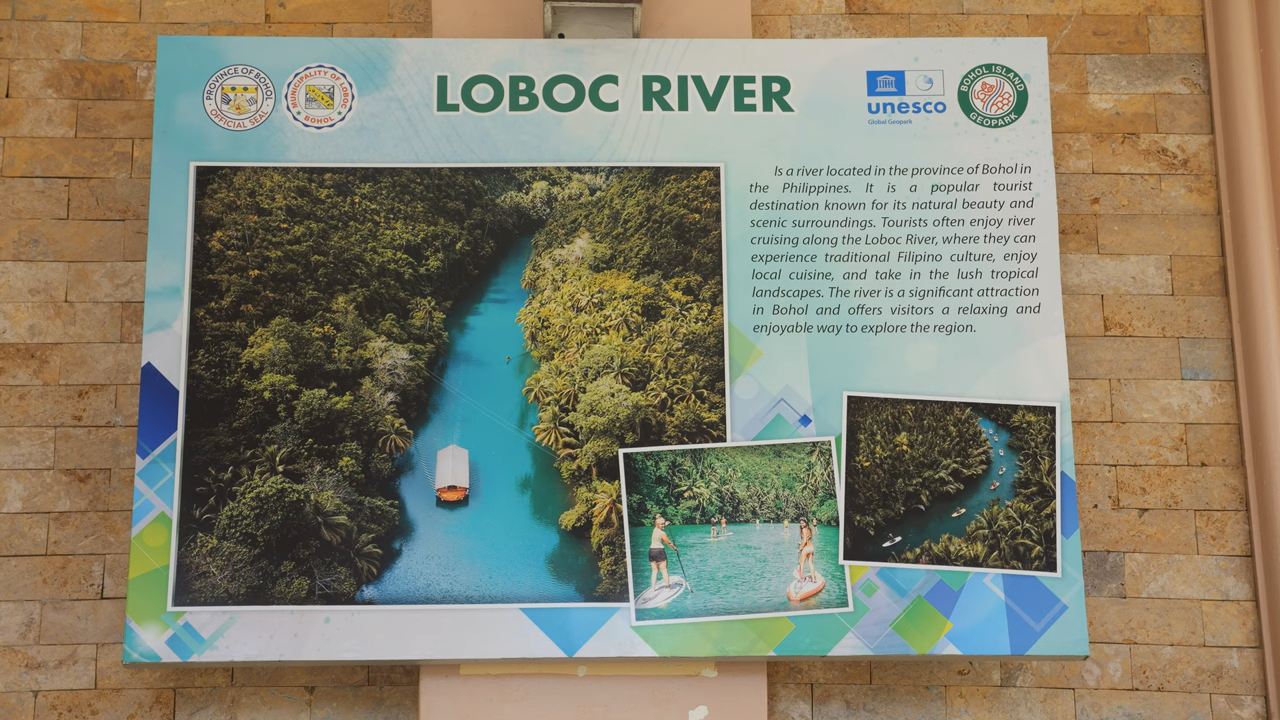 PROVINCE OF BOHOL
OFFICIAL SEAL
MUNICIPALITY OF LOBOC
BOHOL
LOBOC RIVER
unesco
Global Geopark
BOHOL ISLAND
GEOPARK
Is a river located in the province of Bohol in
the Philippines. It is a popular tourist
destination known for its natural beauty and
scenic surroundings. Tourists often enjoy river
cruising along the Loboc River, where they can
experience traditional Filipino culture, enjoy
local cuisine, and take in the lush tropical
landscapes. The river is a significant attraction
in Bohol and offers visitors a relaxing and
enjoyable way to explore the region.